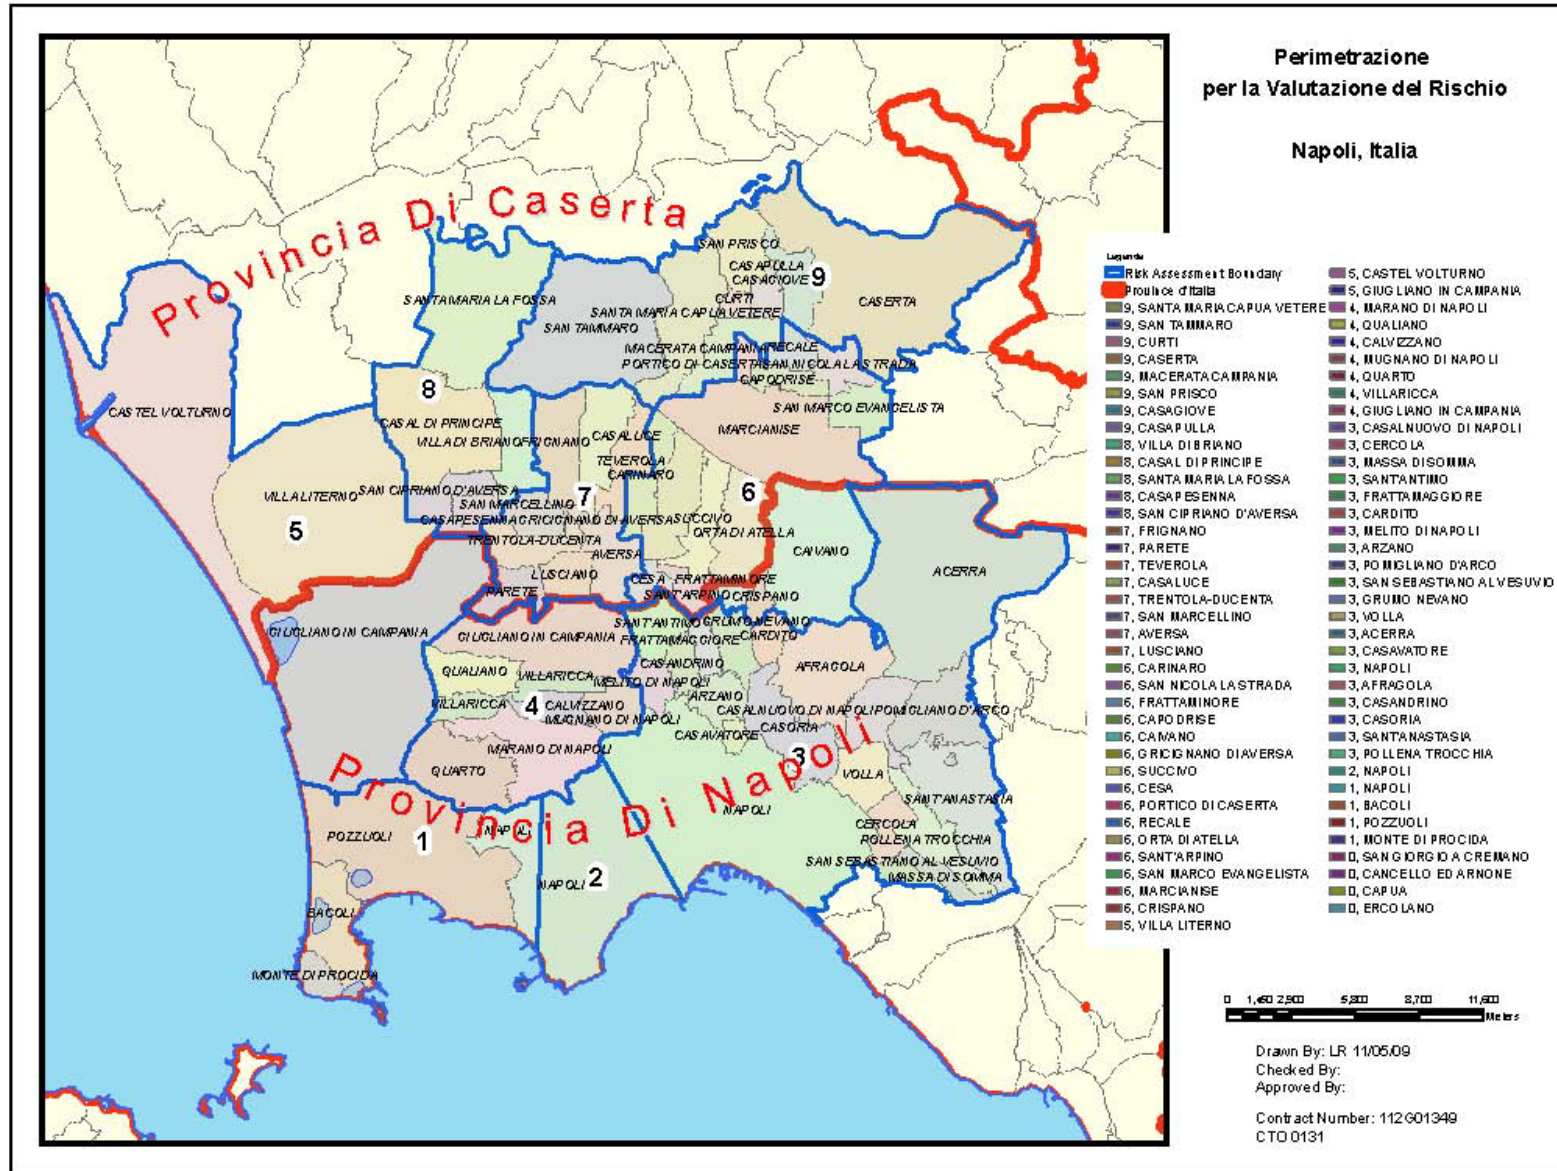 Perimetrazione
per la Valutazione del Rischio
Napoli, Italia
Provincia Di Caserta
SAN PRISCO
CASAPULLA
CASAGIOVE
9
CURTI
CASERTA
SANTA MARIA LA FOSSA
SANTA MARIA CAPUA VETERE
SAN TAMMARO
MACERATA CAMPANIA
RECALE
PORTICO DI CASERTA
SAN NICOLA LA STRADA
CAPODRISE
8
CASTEL VOLTURNO
SAN MARCO EVANGELISTA
CASAL DI PRINCIPE
MARCIANISE
VILLA DI BRIANO
FRIGNANO
CASALUCE
TEVEROLA
CARINARO
VILLA LITERNO
SAN CIPRIANO D'AVERSA
6
5
SAN MARCELLINO
7
CASAPESENNA
GRICIGNANO DI AVERSA
SUCCIVO
ORTA DI ATELLA
TRENTOLA-DUCENTA
AVERSA
CAIVANO
ACERRA
LUSCIANO
CESA
FRATTAMINORE
PARETE
SANT'ARPINO
CRISPANO
GIUGLIANO IN CAMPANIA
GIUGLIANO IN CAMPANIA
SANT'ANTIMO
GRUMO NEVANO
FRATTAMAGGIORE
CARDITO
QUALIANO
VILLARICCA
CASANDRINO
AFRAGOLA
MELITO DI NAPOLI
VILLARICCA
4
CALVIZZANO
ARZANO
MUGNANO DI NAPOLI
CASALNUOVO DI NAPOLI
POMIGLIANO D'ARCO
CASORIA
CASAVATORE
MARANO DI NAPOLI
QUARTO
3
VOLLA
Provincia Di Napoli
SANT'ANASTASIA
NAPOLI
POZZUOLI
1
NAPOLI
CERCOLA
POLLENA TROCCHIA
SAN SEBASTIANO AL VESUVIO
MASSA DI SOMMA
NAPOLI
2
BACOLI
MONTE DI PROCIDA
Legenda
Risk Assessment Boundary
Province d'Italia
9, SANTA MARIA CAPUA VETERE
9, SAN TAMMARO
9, CURTI
9, CASERTA
9, MACERATA CAMPANIA
9, SAN PRISCO
9, CASAGIOVE
9, CASAPULLA
8, VILLA DI BRIANO
8, CASAL DI PRINCIPE
8, SANTA MARIA LA FOSSA
8, CASAPESENNA
8, SAN CIPRIANO D'AVERSA
7, FRIGNANO
7, PARETE
7, TEVEROLA
7, CASALUCE
7, TRENTOLA-DUCENTA
7, SAN MARCELLINO
7, AVERSA
7, LUSCIANO
6, CARINARO
6, SAN NICOLA LA STRADA
6, FRATTAMINORE
6, CAPODRISE
6, CAIVANO
6, GRICIGNANO DI AVERSA
6, SUCCIVO
6, CESA
6, PORTICO DI CASERTA
6, RECALE
6, ORTA DI ATELLA
6, SANT'ARPINO
6, SAN MARCO EVANGELISTA
6, MARCIANISE
6, CRISPANO
5, VILLA LITERNO
5, CASTEL VOLTURNO
5, GIUGLIANO IN CAMPANIA
4, MARANO DI NAPOLI
4, QUALIANO
4, CALVIZZANO
4, MUGNANO DI NAPOLI
4, QUARTO
4, VILLARICCA
4, GIUGLIANO IN CAMPANIA
3, CASALNUOVO DI NAPOLI
3, CERCOLA
3, MASSA DI SOMMA
3, SANT'ANTIMO
3, FRATTAMAGGIORE
3, CARDITO
3, MELITO DI NAPOLI
3, ARZANO
3, POMIGLIANO D'ARCO
3, SAN SEBASTIANO AL VESUVIO
3, GRUMO NEVANO
3, VOLLA
3, ACERRA
3, CASAVATORE
3, NAPOLI
3, AFRAGOLA
3, CASANDRINO
3, CASORIA
3, SANT'ANASTASIA
3, POLLENA TROCCHIA
2, NAPOLI
1, NAPOLI
1, BACOLI
1, POZZUOLI
1, MONTE DI PROCIDA
0, SAN GIORGIO A CREMANO
0, CANCELLO ED ARNONE
0, CAPUA
0, ERCOLANO
0 1,450 2,900 5,800 8,700 11,600
Meters
Drawn By: LR 11/05/09
Checked By:
Approved By:
Contract Number: 112G01349
CTO 0131